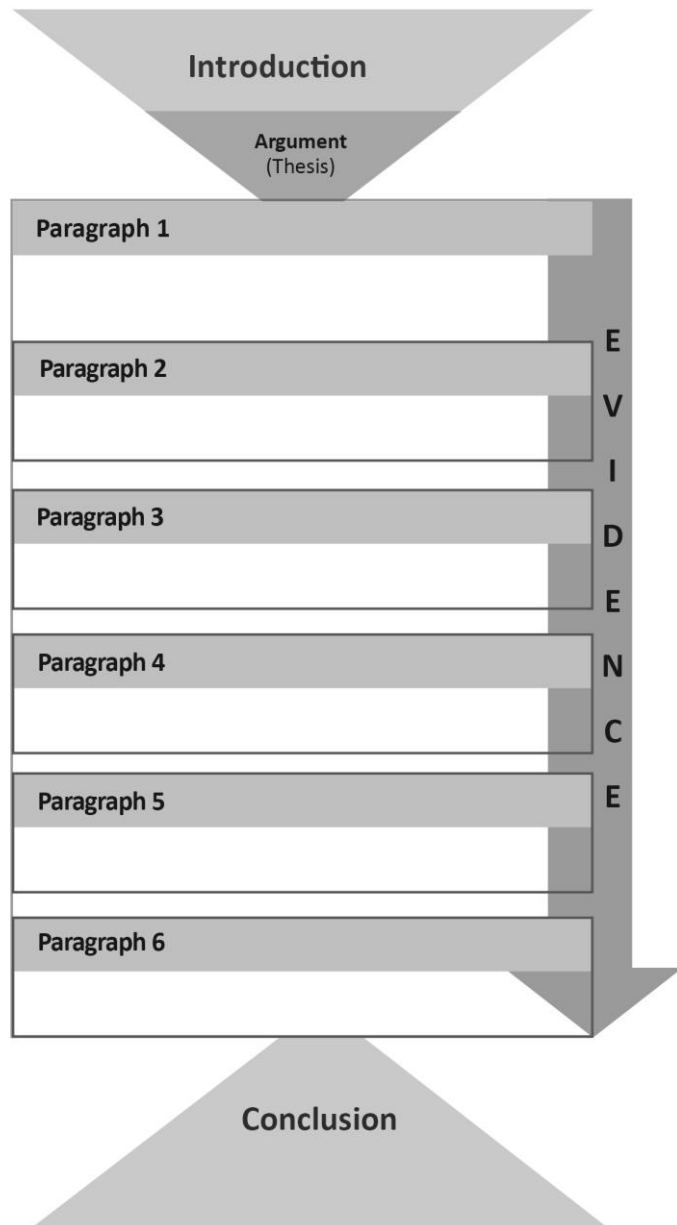 Introduction
Argument
(Thesis)
Paragraph 1
Paragraph 2
Paragraph 3
Paragraph 4
Paragraph 5
Paragraph 6
E
V
I
D
E
N
C
E
Conclusion